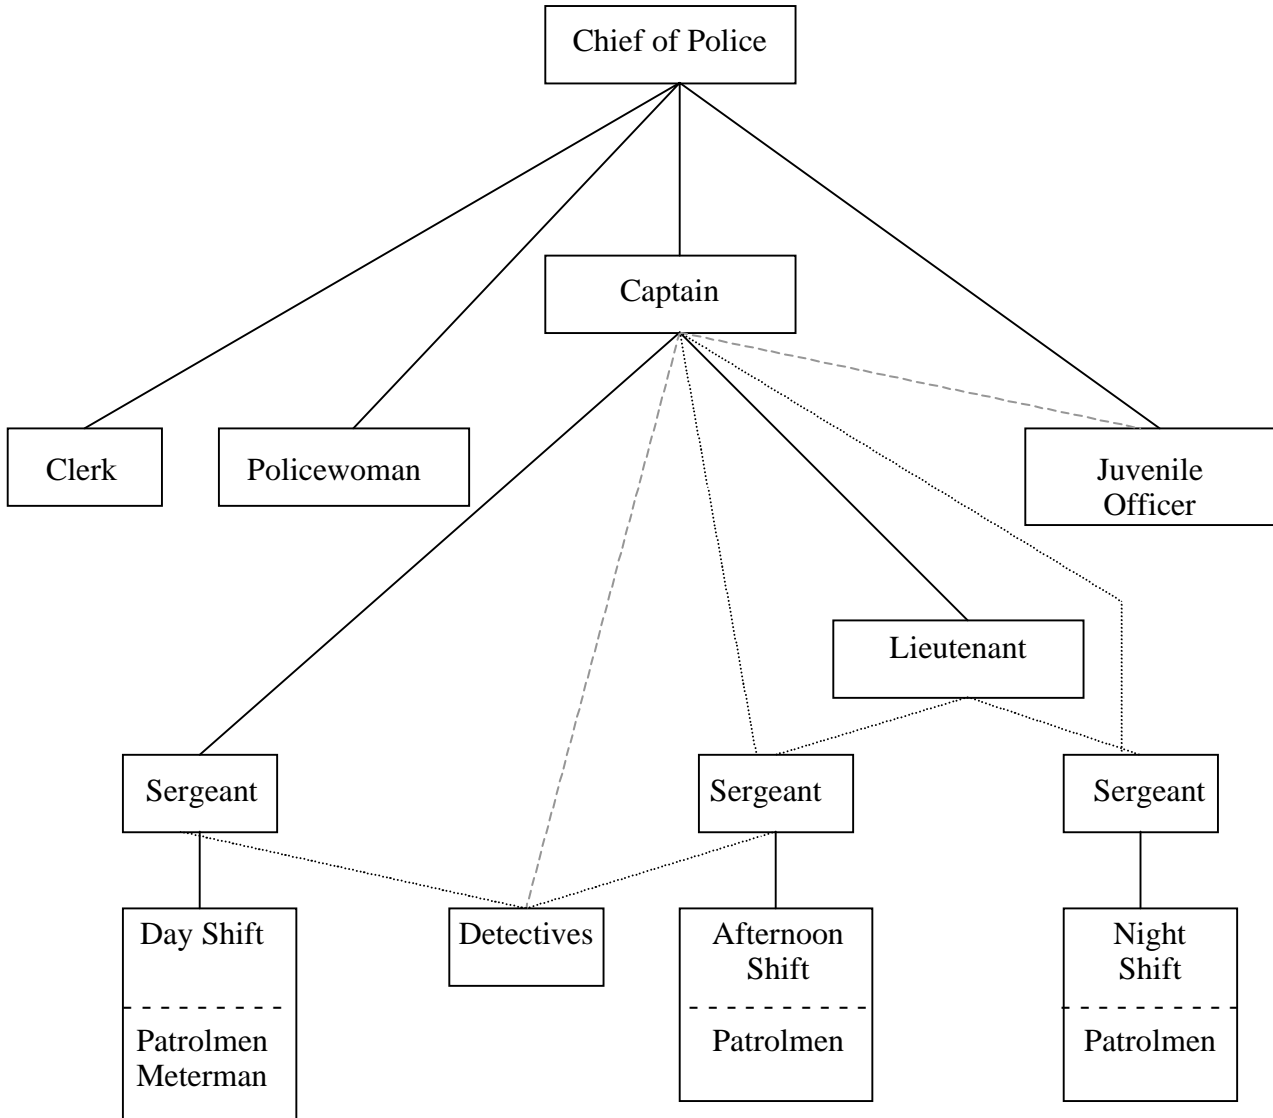 Chief of Police
Captain
Clerk
Policewoman
Juvenile
Officer
Lieutenant
Sergeant
Sergeant
Sergeant
Day Shift
Patrolmen
Meterman
Detectives
Afternoon
Shift
Patrolmen
Night
Shift
Patrolmen